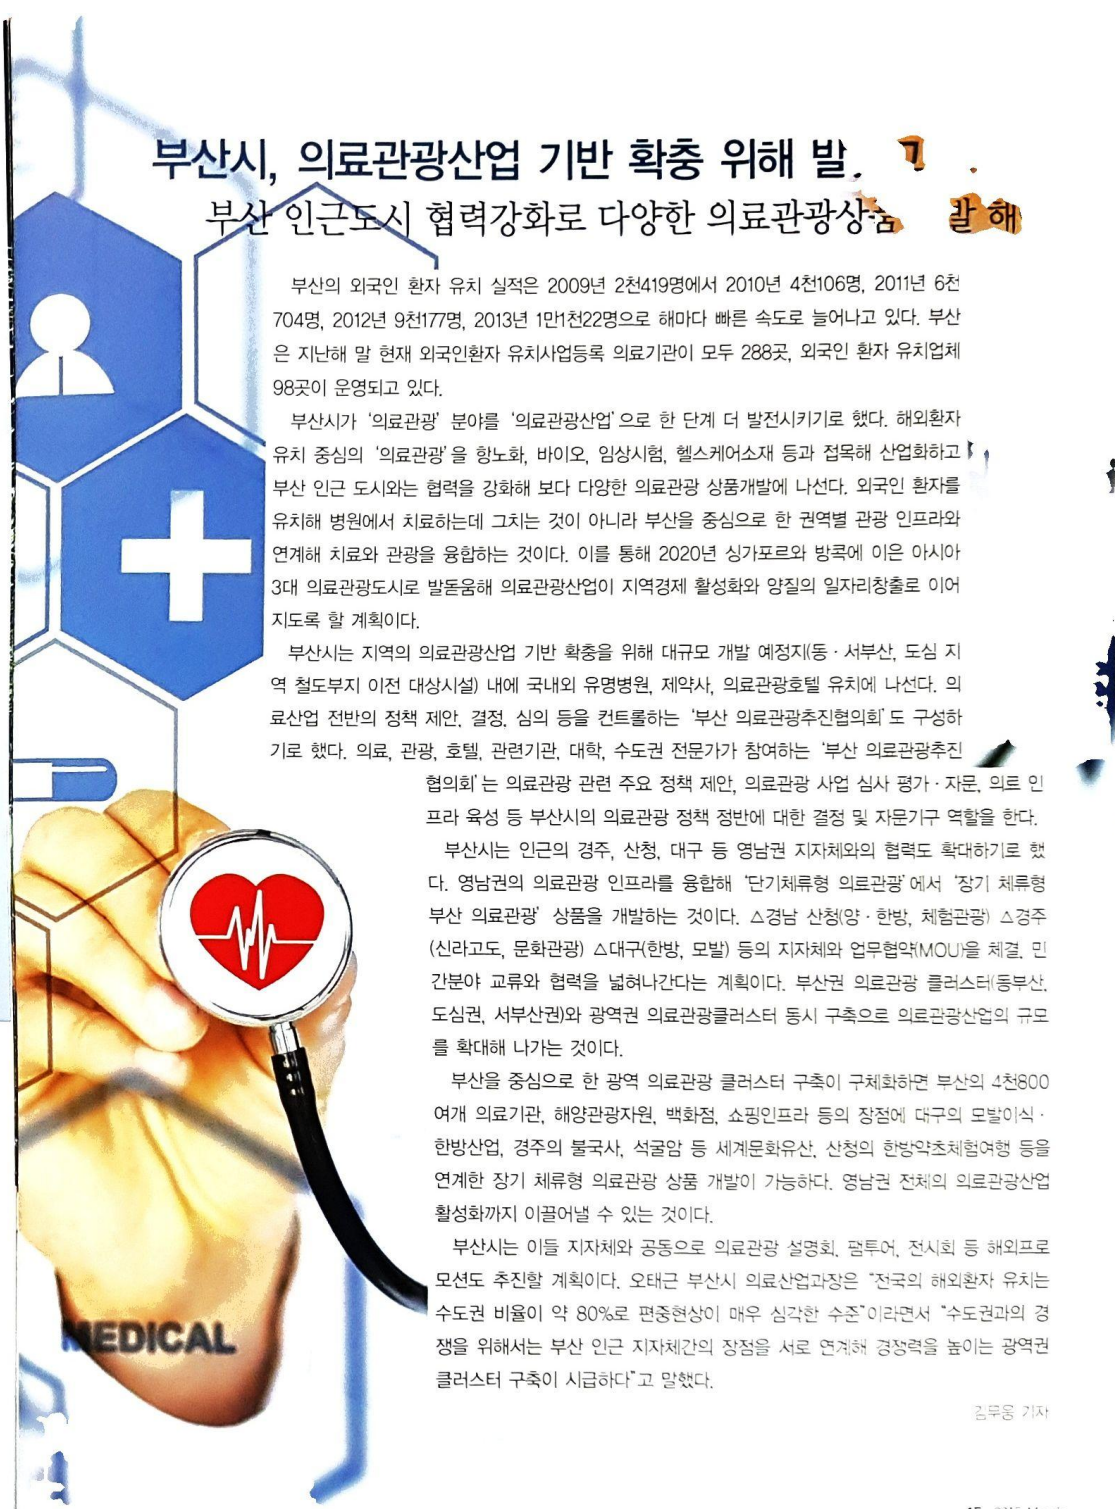 부산시, 의료관광산업 기반 확충 위해 발
부산 인근도시 협력강화로 다양한 의료관광상품 발 해
부산의 외국인 환자 유치 실적은 2009년 2천419명에서 2010년 4천106명, 2011년 6천
704명, 2012년 9천177명, 2013년 1만1천22명으로 해마다 빠른 속도로 늘어나고 있다. 부산
은 지난해 말 현재 외국인환자 유치사업등록 의료기관이 모두 288곳, 외국인 환자 유치업체
98곳이 운영되고 있다.
부산시가 ‘의료관광’ 분야를 ‘의료관광산업’으로 한 단계 더 발전시키기로 했다. 해외환자
유치 중심의 ‘의료관광’을 항노화, 바이오, 임상시험, 헬스케어소재 등과 접목해 산업화하고
부산 인근 도시와는 협력을 강화해 보다 다양한 의료관광 상품개발에 나선다. 외국인 환자를
유치해 병원에서 치료하는데 그치는 것이 아니라 부산을 중심으로 한 권역별 관광 인프라와
연계해 치료와 관광을 융합하는 것이다. 이를 통해 2020년 싱가포르와 방콕에 이은 아시아
3대 의료관광도시로 발돋움해 의료관광산업이 지역경제 활성화와 양질의 일자리창출로 이어
지도록 할 계획이다.
부산시는 지역의 의료관광산업 기반 확충을 위해 대규모 개발 예정지(동·서부산, 도심 지
역 철도부지 이전 대상시설) 내에 국내외 유명병원, 제약사, 의료관광호텔 유치에 나선다. 의
료산업 전반의 정책 제안, 결정, 심의 등을 컨트롤하는 ‘부산 의료관광추진협의회’도 구성하
기로 했다. 의료, 관광, 호텔, 관련기관, 대학, 수도권 전문가가 참여하는 ‘부산 의료관광추진
협의회’는 의료관광 관련 주요 정책 제안, 의료관광 사업 심사 평가·자문, 의료 인
프라 육성 등 부산시의 의료관광 정책 정반에 대한 결정 및 자문기구 역할을 한다.
부산시는 인근의 경주, 산청, 대구 등 영남권 지자체와의 협력도 확대하기로 했
다. 영남권의 의료관광 인프라를 융합해 ‘단기체류형 의료관광’에서 ‘장기 체류형
부산 의료관광’ 상품을 개발하는 것이다. △경남 산청(양·한방, 체험관광) △경주
(신라고도, 문화관광) △대구(한방, 모발) 등의 지자체와 업무협약(MOU)을 체결, 민
간분야 교류와 협력을 넓혀나간다는 계획이다. 부산권 의료관광 클러스터(동부산,
도심권, 서부산권)와 광역권 의료관광클러스터 동시 구축으로 의료관광산업의 규모
를 확대해 나가는 것이다.
부산을 중심으로 한 광역 의료관광 클러스터 구축이 구체화하면 부산의 4천800
여개 의료기관, 해양관광자원, 백화점, 쇼핑인프라 등의 장점에 대구의 모발이식·
한방산업, 경주의 불국사, 석굴암 등 세계문화유산, 산청의 한방약초체험여행 등을
연계한 장기 체류형 의료관광 상품 개발이 가능하다. 영남권 전체의 의료관광산업
활성화까지 이끌어낼 수 있는 것이다.
부산시는 이들 지자체와 공동으로 의료관광 설명회, 팸투어, 전시회 등 해외프로
모션도 추진할 계획이다. 오태근 부산시 의료산업과장은 “전국의 해외환자 유치는
수도권 비율이 약 80%로 편중현상이 매우 심각한 수준”이라면서 “수도권과의 경
쟁을 위해서는 부산 인근 지자체간의 장점을 서로 연계해 경쟁력을 높이는 광역권
클러스터 구축이 시급하다”고 말했다.
김무웅 기자
MEDICAL